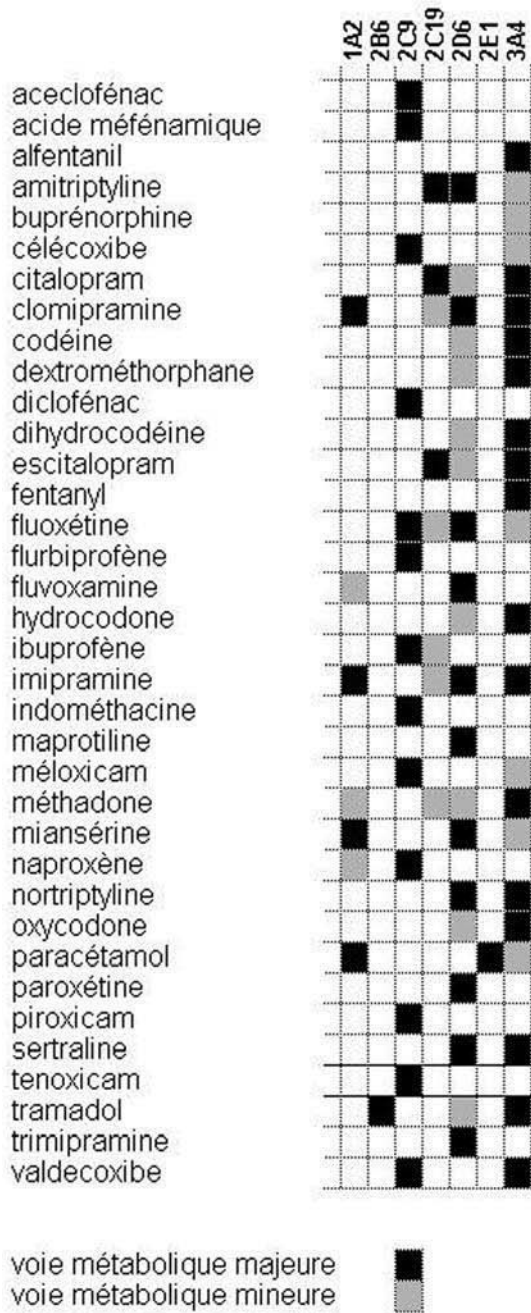 1A2 2B6 2C9 2C19 2D6 2E1 3A4
aceclofénac
acide méfénamique
alfentanil
amitriptyline
buprénorphine
célécoxibe
citalopram
clomipramine
codéine
dextrométhorphane
diclofénac
dihydrocodéine
escitalopram
fentanyl
fluoxétine
flurbiprofène
fluvoxamine
hydrocodone
ibuprofène
imipramine
indométhacine
maprotiline
méloxicam
méthadone
miansérine
naproxène
nortriptyline
oxycodone
paracétamol
paroxétine
piroxicam
sertraline
tenoxicam
tramadol
trimipramine
valdecoxibe
voie métabolique majeure
voie métabolique mineure